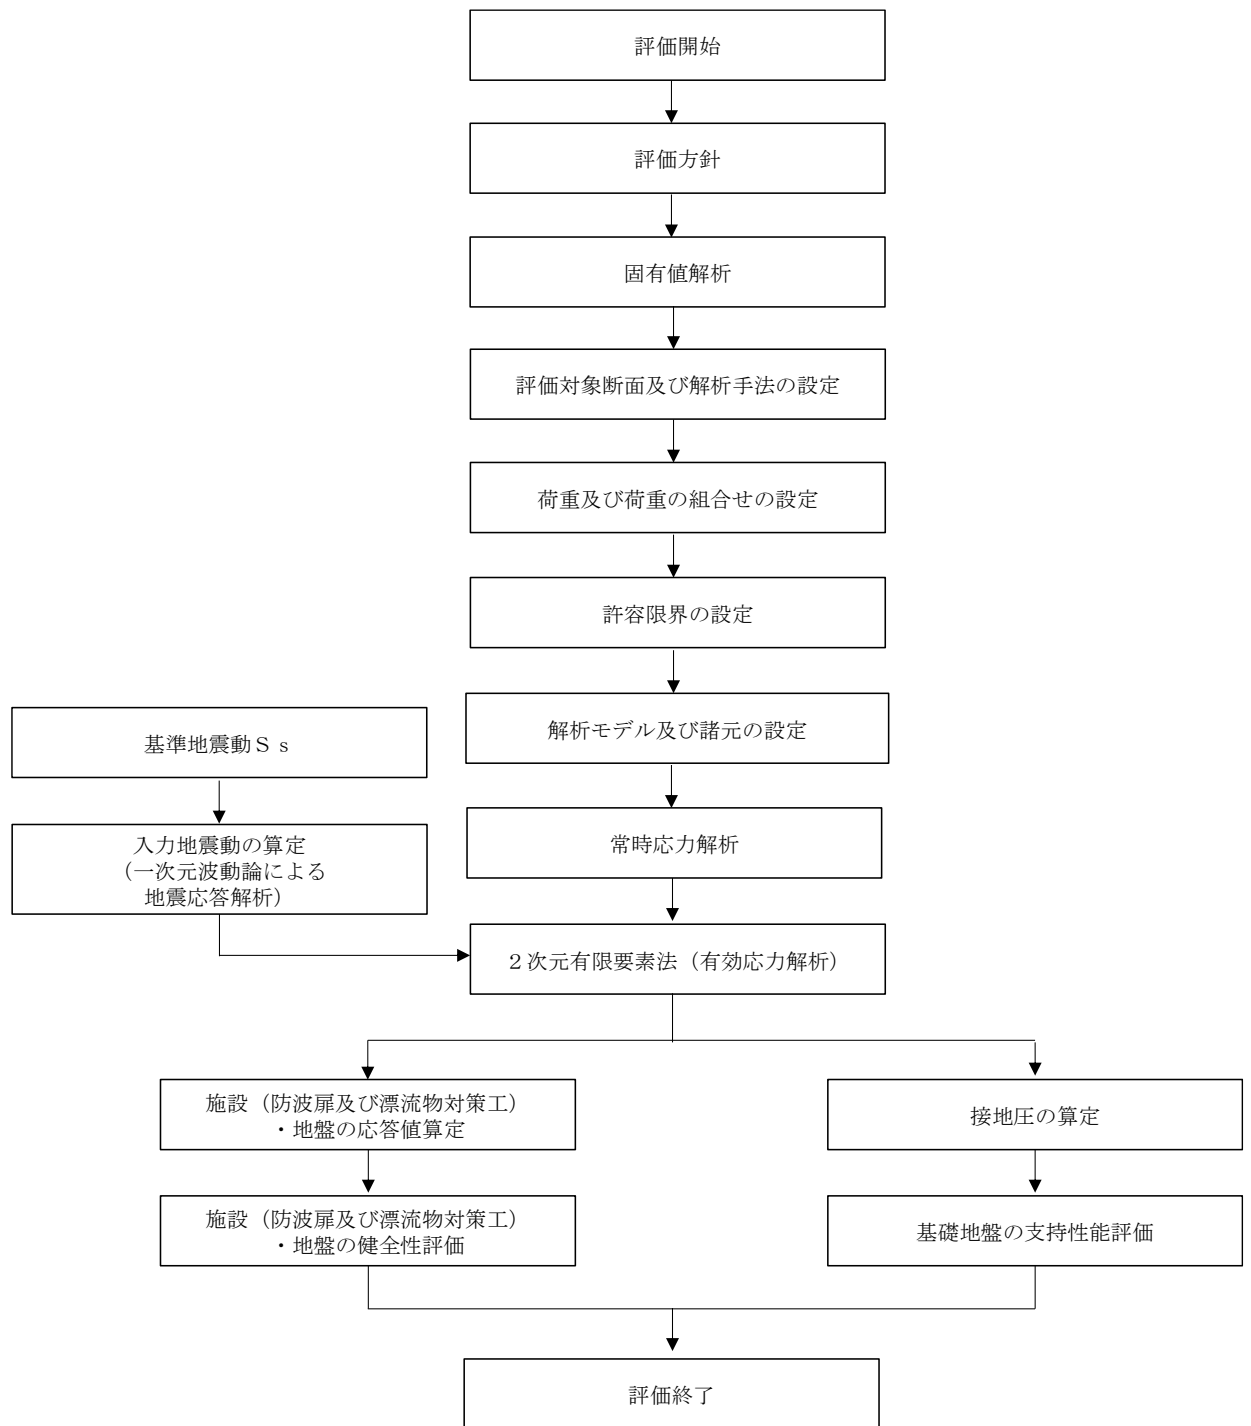 評価開始
評価方針
固有値解析
評価対象断面及び解析手法の設定
荷重及び荷重の組合せの設定
許容限界の設定
解析モデル及び諸元の設定
基準地震動Ｓｓ
常時応力解析
入力地震動の算定
（一次元波動論による
地震応答解析）
２次元有限要素法（有効応力解析）
施設（防波扉及び漂流物対策工）
・地盤の応答値算定
接地圧の算定
施設（防波扉及び漂流物対策工）
・地盤の健全性評価
基礎地盤の支持性能評価
評価終了